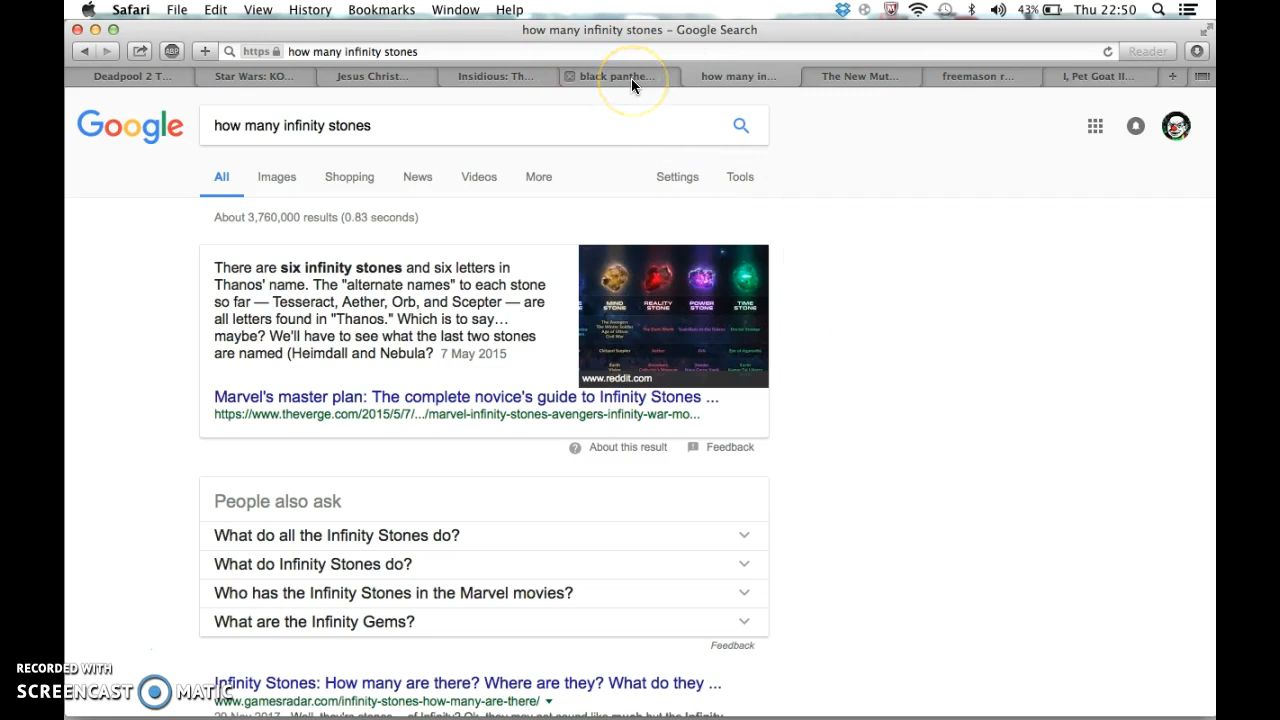 Safari File Edit View History Bookmarks Window Help 43% Thu 22:50
how many infinity stones – Google Search
ABP + https how many infinity stones Reader
Deadpool 2 T... Star Wars: KO... Jesus Christ... Insidious: Th... black panthe... how many in... The New Mut... freemason r... I, Pet Goat II... +
Google how many infinity stones
All Images Shopping News Videos More Settings Tools
About 3,760,000 results (0.83 seconds)
There are six infinity stones and six letters in
Thanos' name. The "alternate names" to each stone
so far — Tesseract, Aether, Orb, and Scepter — are
all letters found in "Thanos." Which is to say…
maybe? We'll have to see what the last two stones
are named (Heimdall and Nebula? 7 May 2015
MIND STONE REALITY STONE POWER STONE TIME STONE
www.reddit.com
Marvel's master plan: The complete novice's guide to Infinity Stones ...
https://www.theverge.com/2015/5/7/.../marvel-infinity-stones-avengers-infinity-war-mo...
About this result Feedback
People also ask
What do all the Infinity Stones do?
What do Infinity Stones do?
Who has the Infinity Stones in the Marvel movies?
What are the Infinity Gems?
Feedback
RECORDED WITH
SCREENCAST MATIC
Infinity Stones: How many are there? Where are they? What do they ...
www.gamesradar.com/infinity-stones-how-many-are-there/